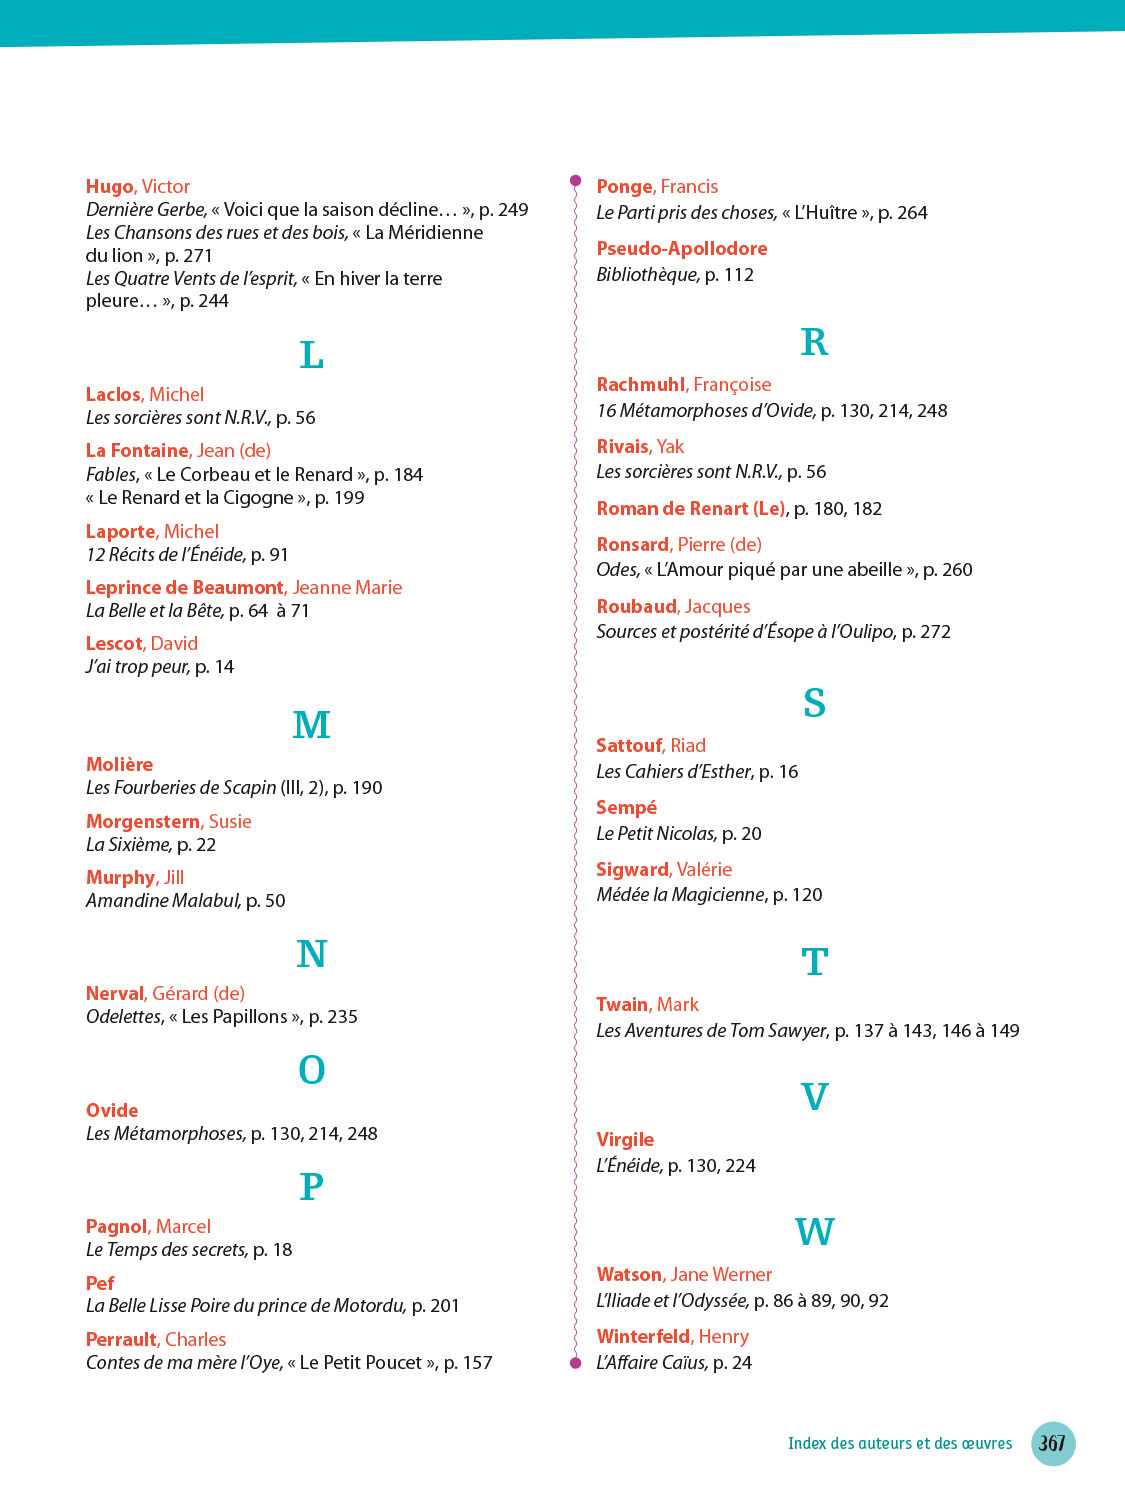 Hugo, Victor
Dernière Gerbe, « Voici que la saison décline… », p. 249
Les Chansons des rues et des bois, « La Méridienne
du lion », p. 271
Les Quatre Vents de l’esprit, « En hiver la terre
pleure… », p. 244
L
Laclos, Michel
Les sorcières sont N.R.V., p. 56
La Fontaine, Jean (de)
Fables, « Le Corbeau et le Renard », p. 184
« Le Renard et la Cigogne », p. 199
Laporte, Michel
12 Récits de l’Énéide, p. 91
Leprince de Beaumont, Jeanne Marie
La Belle et la Bête, p. 64 à 71
Lescot, David
J’ai trop peur, p. 14
M
Molière
Les Fourberies de Scapin (III, 2), p. 190
Morgenstern, Susie
La Sixième, p. 22
Murphy, Jill
Amandine Malabul, p. 50
N
Nerval, Gérard (de)
Odelettes, « Les Papillons », p. 235
O
Ovide
Les Métamorphoses, p. 130, 214, 248
P
Pagnol, Marcel
Le Temps des secrets, p. 18
Pef
La Belle Lisse Poire du prince de Motordu, p. 201
Perrault, Charles
Contes de ma mère l’Oye, « Le Petit Poucet », p. 157
Ponge, Francis
Le Parti pris des choses, « L’Huître », p. 264
Pseudo-Apollodore
Bibliothèque, p. 112
R
Rachmuhl, Françoise
16 Métamorphoses d’Ovide, p. 130, 214, 248
Rivais, Yak
Les sorcières sont N.R.V., p. 56
Roman de Renart (Le), p. 180, 182
Ronsard, Pierre (de)
Odes, « L’Amour piqué par une abeille », p. 260
Roubaud, Jacques
Sources et postérité d’Ésope à l’Oulipo, p. 272
S
Sattouf, Riad
Les Cahiers d’Esther, p. 16
Sempé
Le Petit Nicolas, p. 20
Sigward, Valérie
Médée la Magicienne, p. 120
T
Twain, Mark
Les Aventures de Tom Sawyer, p. 137 à 143, 146 à 149
V
Virgile
L’Énéide, p. 130, 224
W
Watson, Jane Werner
L’Iliade et l’Odyssée, p. 86 à 89, 90, 92
Winterfeld, Henry
L’Affaire Caïus, p. 24
Index des auteurs et des œuvres 367